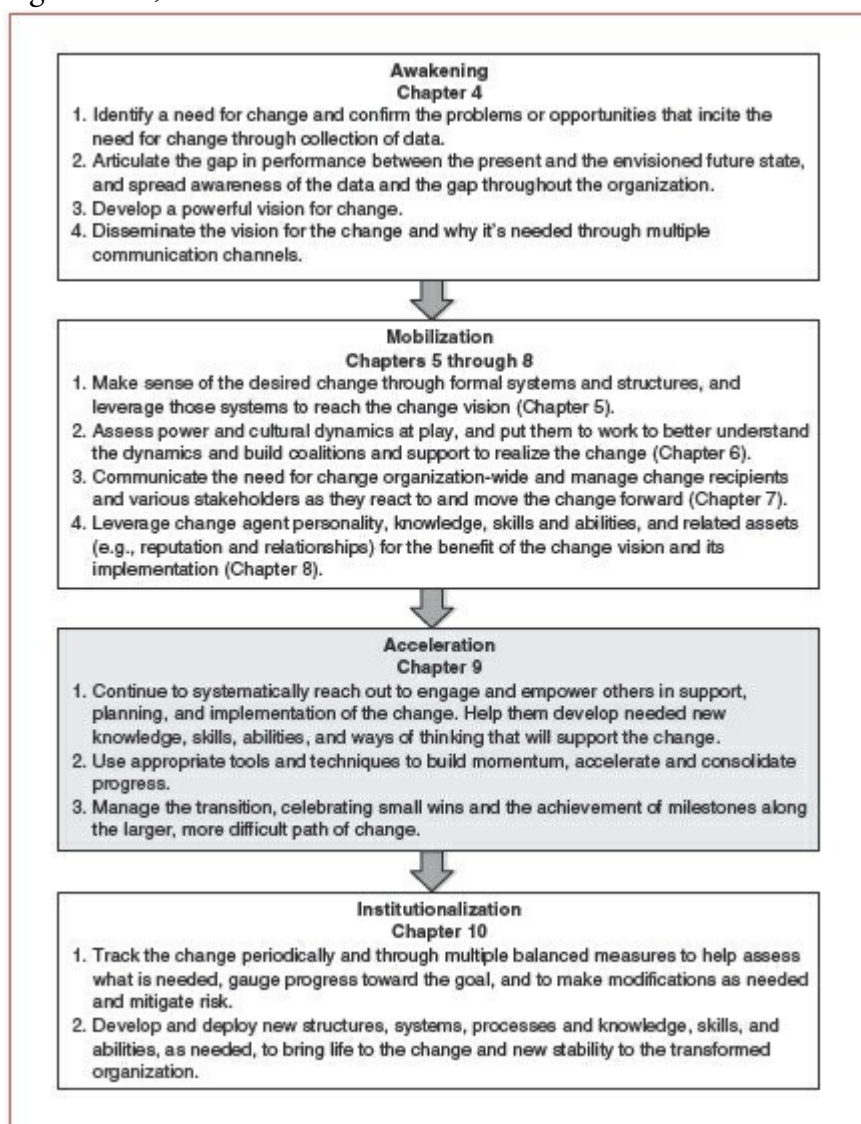 Awakening
Chapter 4
1. Identify a need for change and confirm the problems or opportunities that incite the
need for change through collection of data.
2. Articulate the gap in performance between the present and the envisioned future state,
and spread awareness of the data and the gap throughout the organization.
3. Develop a powerful vision for change.
4. Disseminate the vision for the change and why it's needed through multiple
communication channels.
Mobilization
Chapters 5 through 8
1. Make sense of the desired change through formal systems and structures, and
leverage those systems to reach the change vision (Chapter 5).
2. Assess power and cultural dynamics at play, and put them to work to better understand
the dynamics and build coalitions and support to realize the change (Chapter 6).
3. Communicate the need for change organization-wide and manage change recipients
and various stakeholders as they react to and move the change forward (Chapter 7).
4. Leverage change agent personality, knowledge, skills and abilities, and related assets
(e.g., reputation and relationships) for the benefit of the change vision and its
implementation (Chapter 8).
Acceleration
Chapter 9
1. Continue to systematically reach out to engage and empower others in support,
planning, and implementation of the change. Help them develop needed new
knowledge, skills, abilities, and ways of thinking that will support the change.
2. Use appropriate tools and techniques to build momentum, accelerate and consolidate
progress.
3. Manage the transition, celebrating small wins and the achievement of milestones along
the larger, more difficult path of change.
Institutionalization
Chapter 10
1. Track the change periodically and through multiple balanced measures to help assess
what is needed, gauge progress toward the goal, and to make modifications as needed
and mitigate risk.
2. Develop and deploy new structures, systems, processes and knowledge, skills, and
abilities, as needed, to bring life to the change and new stability to the transformed
organization.